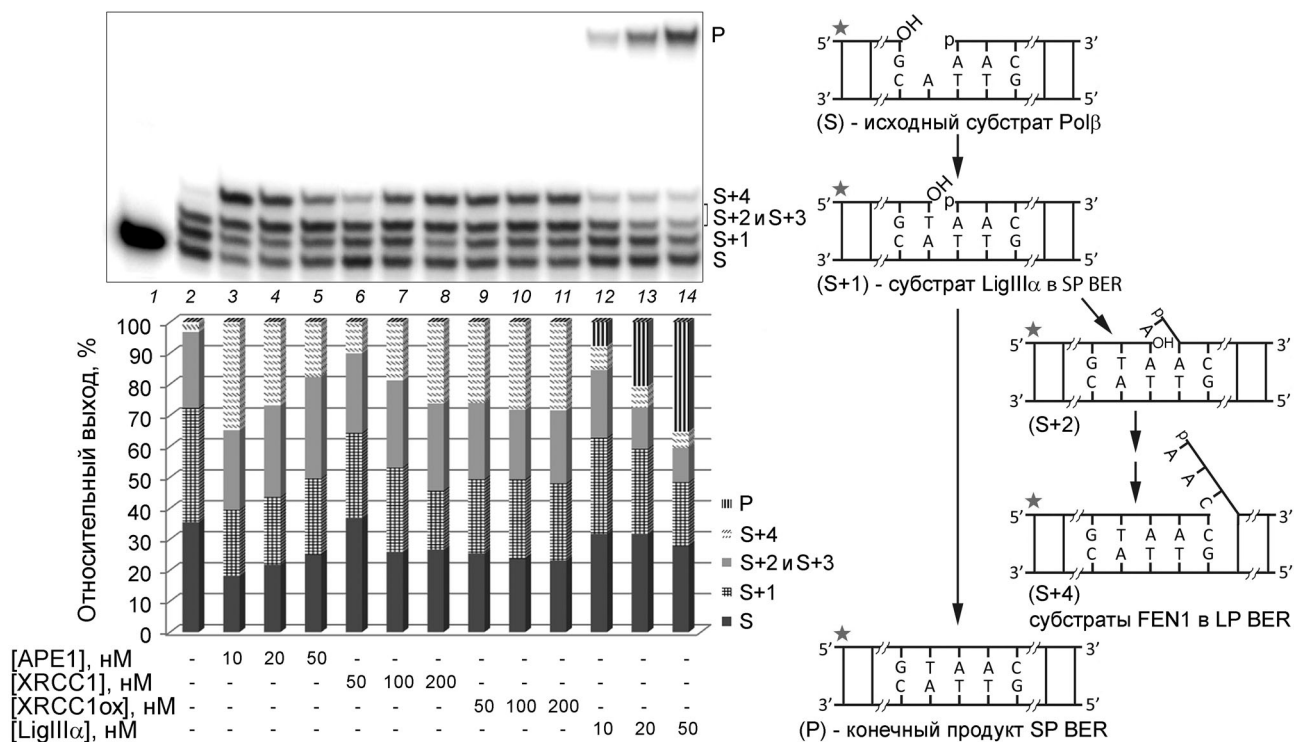 P
S+4
S+2 и S+3
S+1
S
1 2 3 4 5 6 7 8 9 10 11 12 13 14
Относительный выход, %
100
90
80
70
60
50
40
30
20
10
0
P
S+4
S+2 и S+3
S+1
S
[APE1], нМ - 10 20 50 - - - - - - - - -
[XRCC1], нМ - - - - 50 100 200 - - - - - -
[XRCC1ox], нМ - - - - - - - 50 100 200 - - -
[LigIIIα], нМ - - - - - - - - - - 10 20 50
5′ OH p 3′
G A A C
C A T T G
3′ 5′
(S) - исходный субстрат Polβ
5′ OH p 3′
G T A A C
C A T T G
3′ 5′
(S+1) - субстрат LigIIIα в SP BER
p
A
5′ OH 3′
G T A A C
C A T T G
3′ 5′
(S+2)
p
A
A
C
5′ 3′
G T A A C
C A T T G
3′ 5′
(S+4)
субстраты FEN1 в LP BER
5′ 3′
G T A A C
C A T T G
3′ 5′
(P) - конечный продукт SP BER